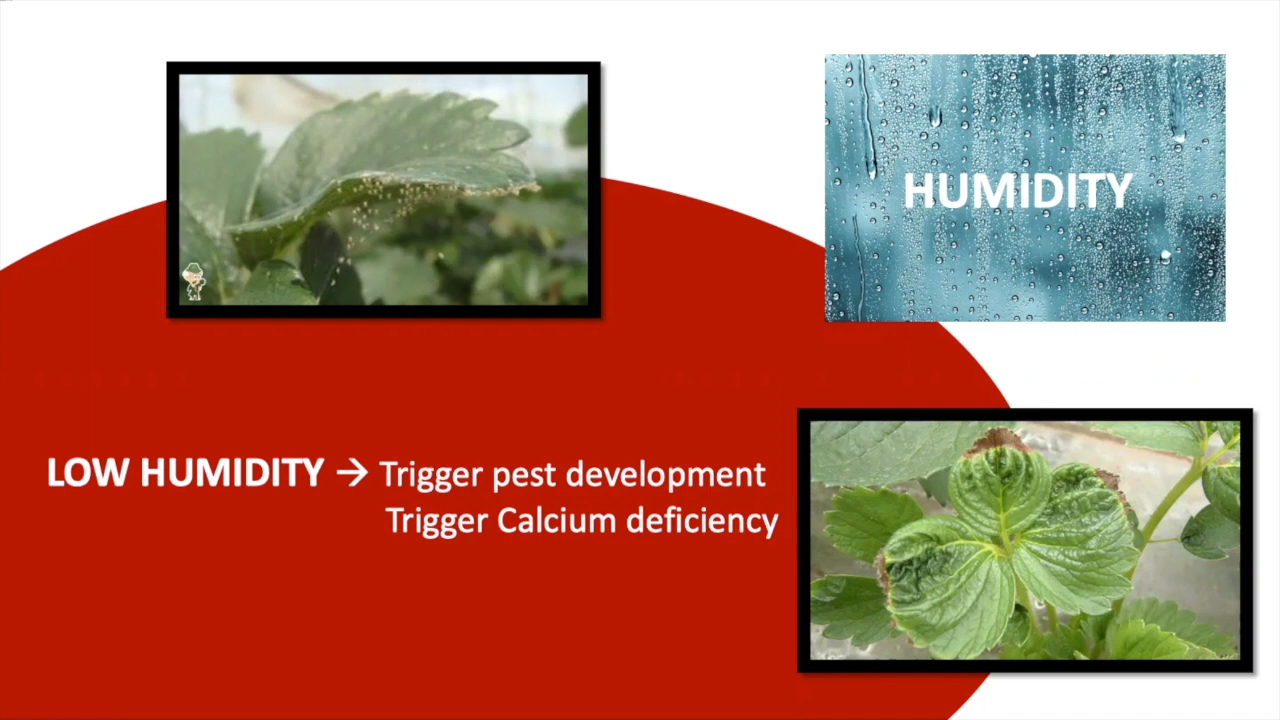 HUMIDITY
LOW HUMIDITY → Trigger pest development
Trigger Calcium deficiency